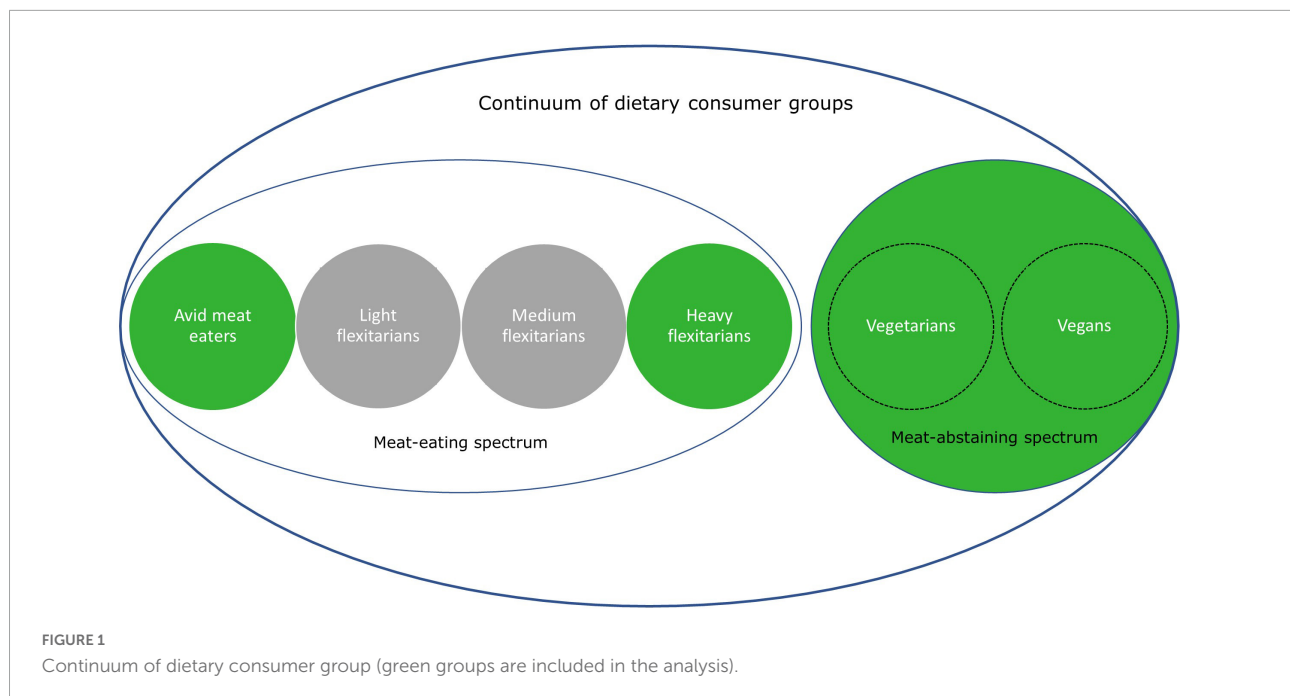 Continuum of dietary consumer groups
Avid meat
eaters
Light
flexitarians
Medium
flexitarians
Heavy
flexitarians
Vegetarians
Vegans
Meat-eating spectrum
Meat-abstaining spectrum
FIGURE 1
Continuum of dietary consumer group (green groups are included in the analysis).